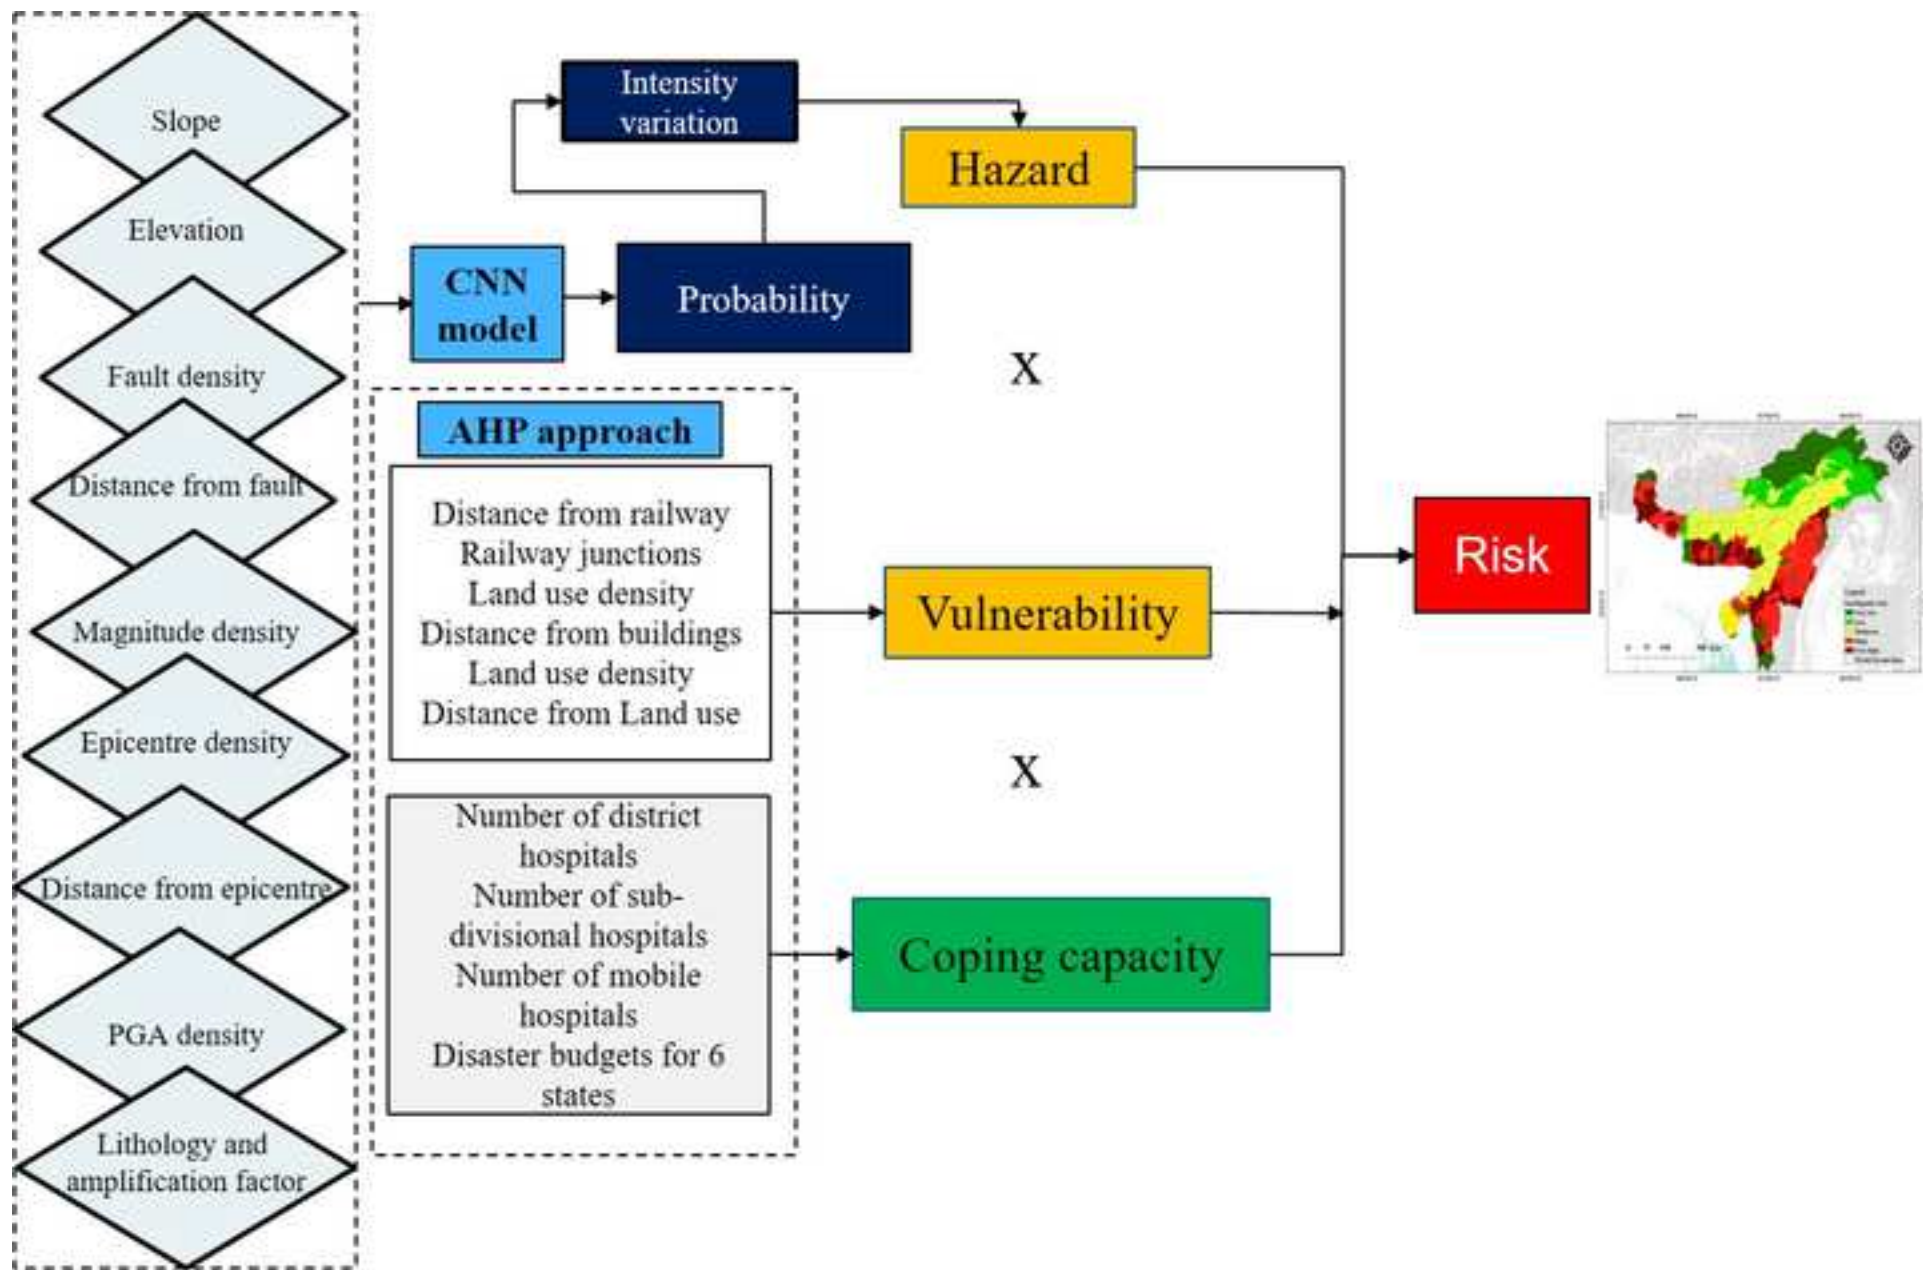 Slope
Elevation
Fault density
Distance from fault
Magnitude density
Epicentre density
Distance from epicentre
PGA density
Lithology and
amplification factor
CNN
model
Probability
Intensity
variation
Hazard
X
AHP approach
Distance from railway
Railway junctions
Land use density
Distance from buildings
Land use density
Distance from Land use
Vulnerability
X
Number of district
hospitals
Number of sub-
divisional hospitals
Number of mobile
hospitals
Disaster budgets for 6
states
Coping capacity
Risk